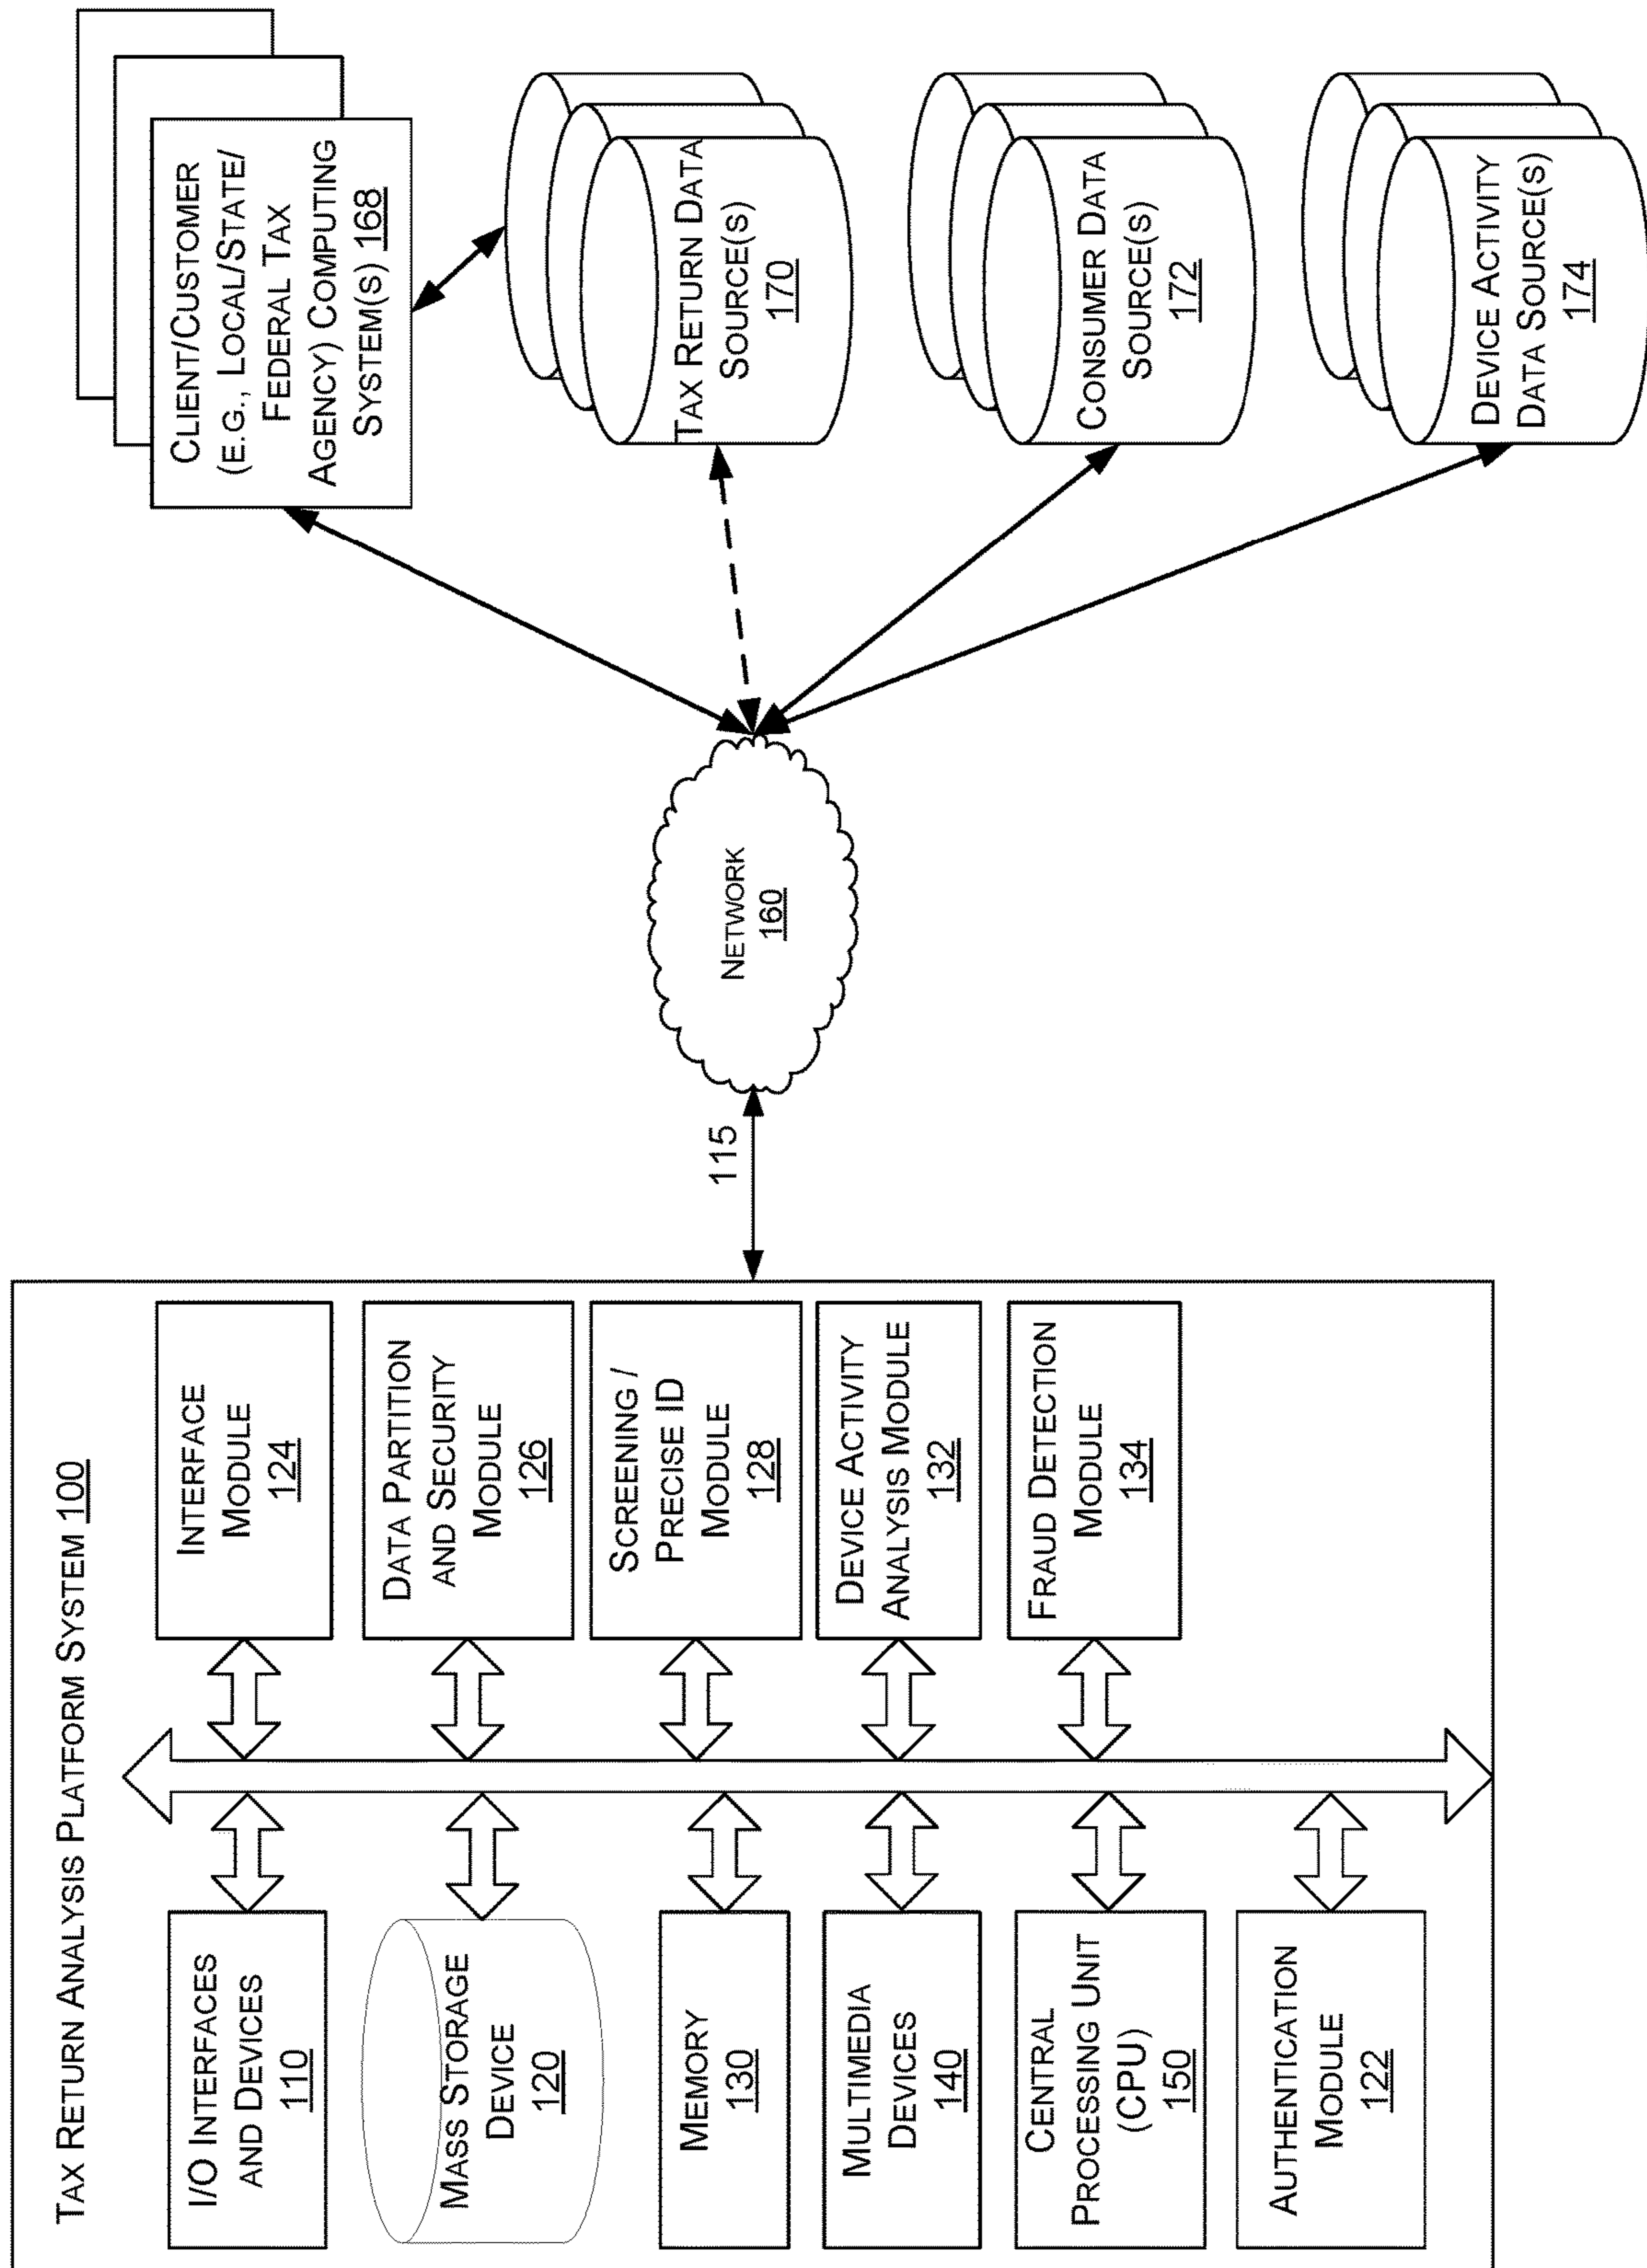 TAX RETURN ANALYSIS PLATFORM SYSTEM 100
I/O INTERFACES
AND DEVICES
110
MASS STORAGE
DEVICE
120
MEMORY
130
MULTIMEDIA
DEVICES
140
CENTRAL
PROCESSING UNIT
(CPU)
150
AUTHENTICATION
MODULE
122
INTERFACE
MODULE
124
DATA PARTITION
AND SECURITY
MODULE
126
SCREENING /
PRECISE ID
MODULE
128
DEVICE ACTIVITY
ANALYSIS MODULE
132
FRAUD DETECTION
MODULE
134
115
NETWORK
160
CLIENT/CUSTOMER
(E.G., LOCAL/STATE/
FEDERAL TAX
AGENCY) COMPUTING
SYSTEM(S) 168
TAX RETURN DATA
SOURCE(S)
170
CONSUMER DATA
SOURCE(S)
172
DEVICE ACTIVITY
DATA SOURCE(S)
174